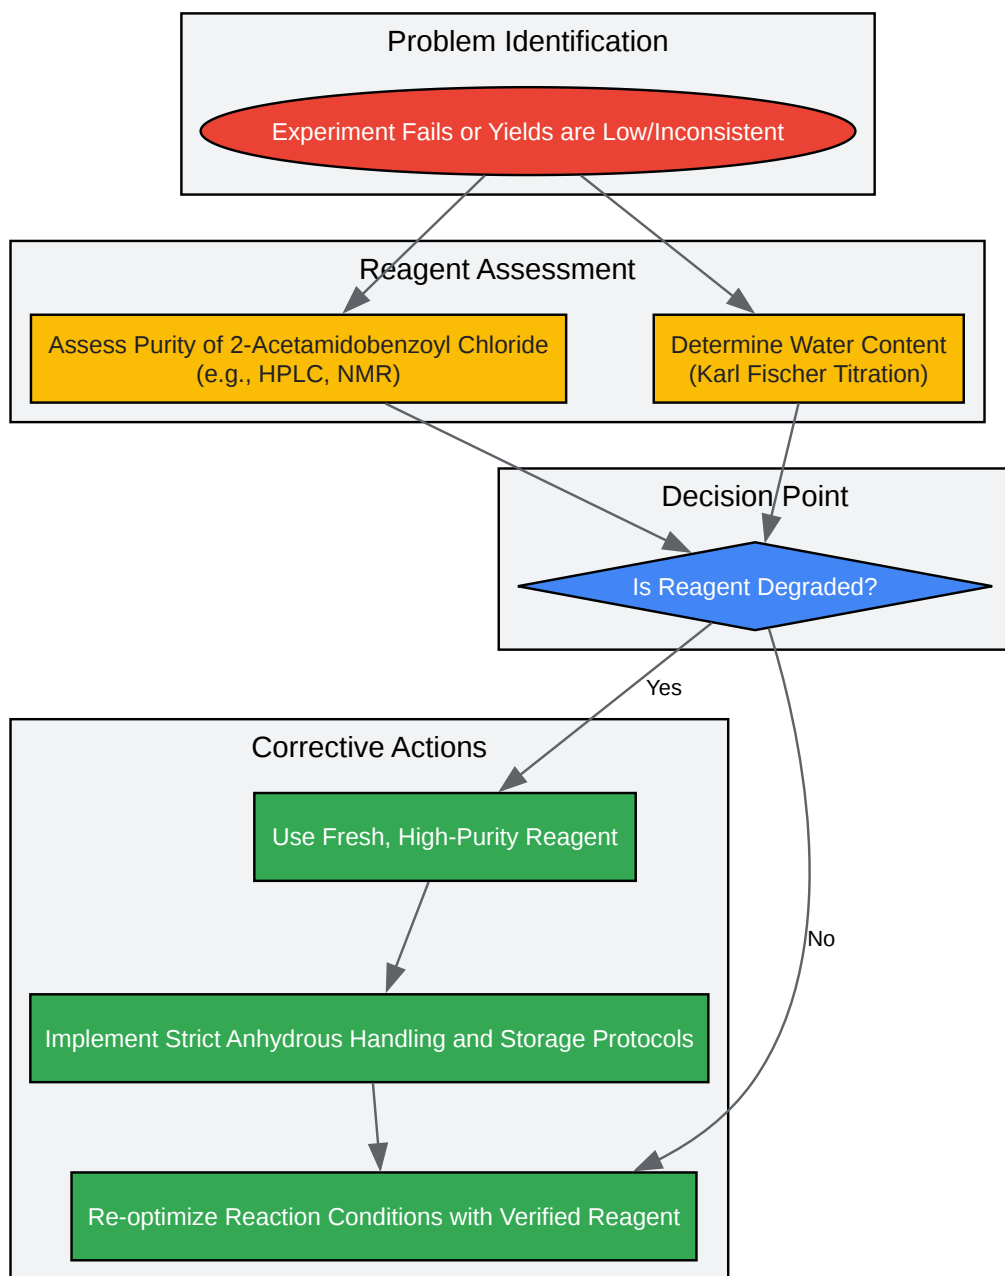 Problem Identification
Experiment Fails or Yields are Low/Inconsistent
Reagent Assessment
Assess Purity of 2-Acetamidobenzoyl Chloride
(e.g., HPLC, NMR)
Determine Water Content
(Karl Fischer Titration)
Decision Point
Is Reagent Degraded?
Yes
Corrective Actions
Use Fresh, High-Purity Reagent
No
Implement Strict Anhydrous Handling and Storage Protocols
Re-optimize Reaction Conditions with Verified Reagent